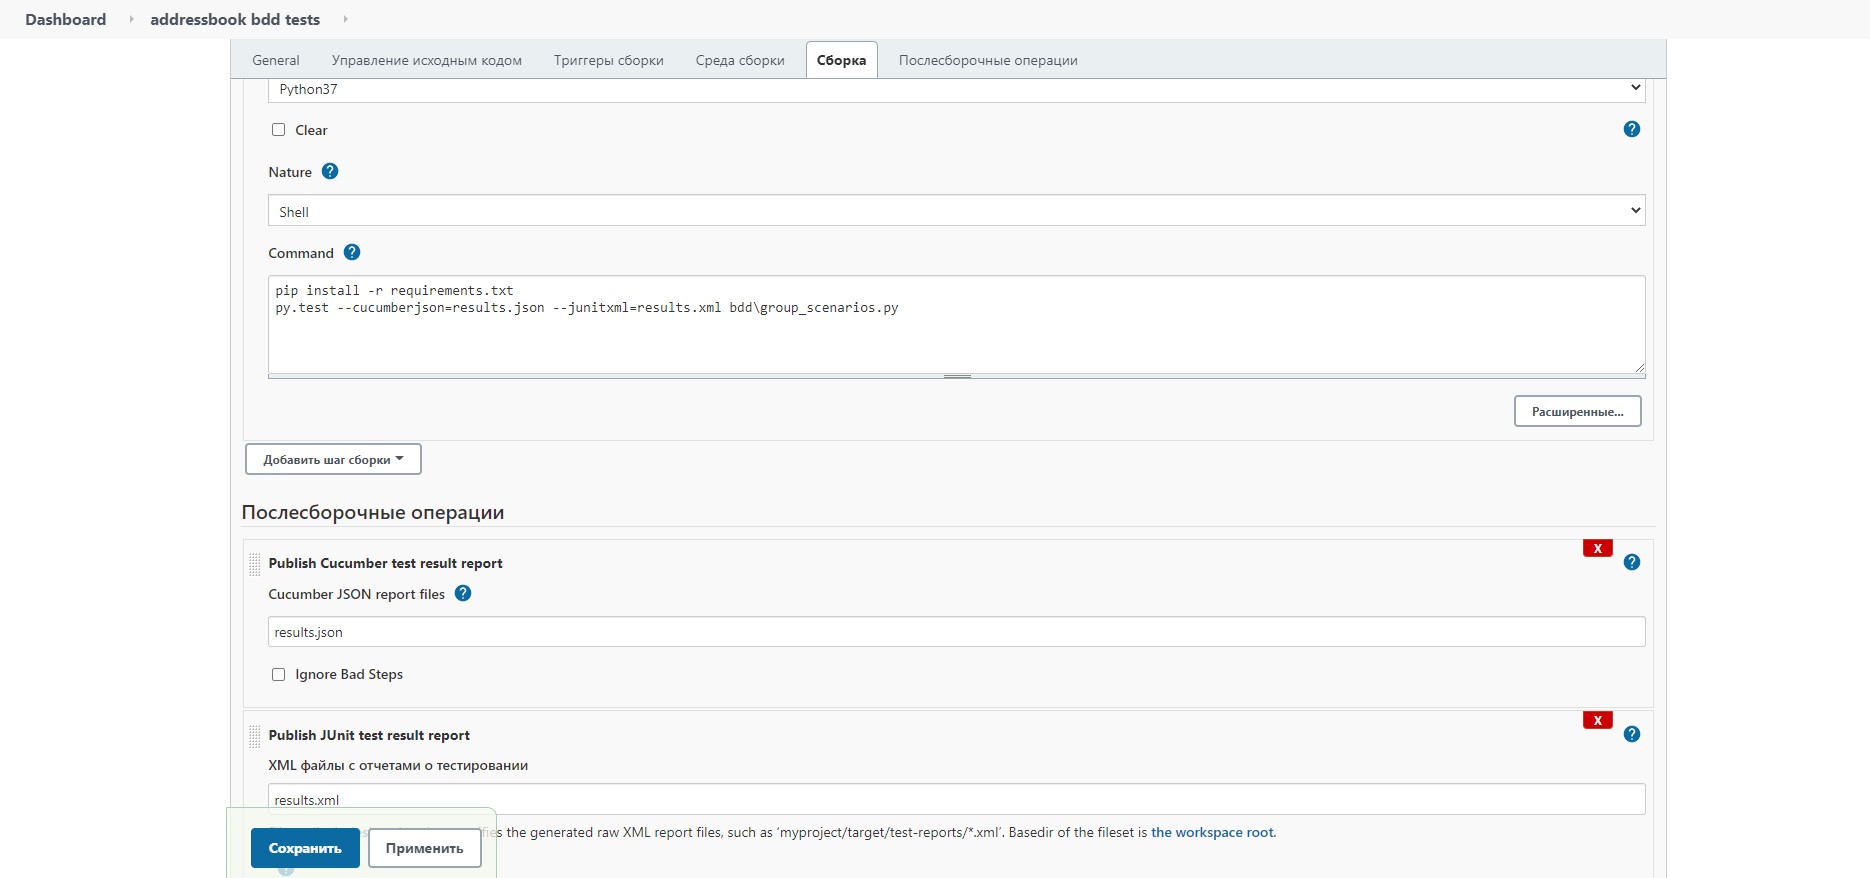 Dashboard addressbook bdd tests
General Управление исходным кодом Триггеры сборки Среда сборки Сборка Послесборочные операции
Python37
Clear ?
Nature ?
Shell
Command ?
pip install -r requirements.txt
py.test --cucumberjson=results.json --junitxml=results.xml bdd\group_scenarios.py
Расширенные...
Добавить шаг сборки
Послесборочные операции
X
Publish Cucumber test result report ?
Cucumber JSON report files ?
results.json
Ignore Bad Steps
X
Publish JUnit test result report ?
XML файлы с отчетами о тестировании
results.xml
the generated raw XML report files, such as 'myproject/target/test-reports/*.xml'. Basedir of the fileset is the workspace root.
Сохранить Применить